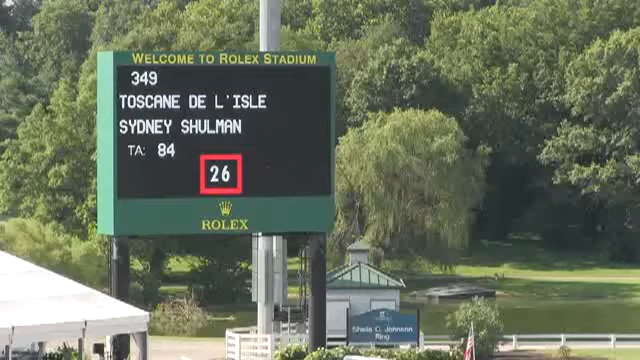 WELCOME TO ROLEX STADIUM
349
TOSCANE DE L'ISLE
SYDNEY SHULMAN
TA: 84
26
ROLEX
Sheila C. Johnson
Ring